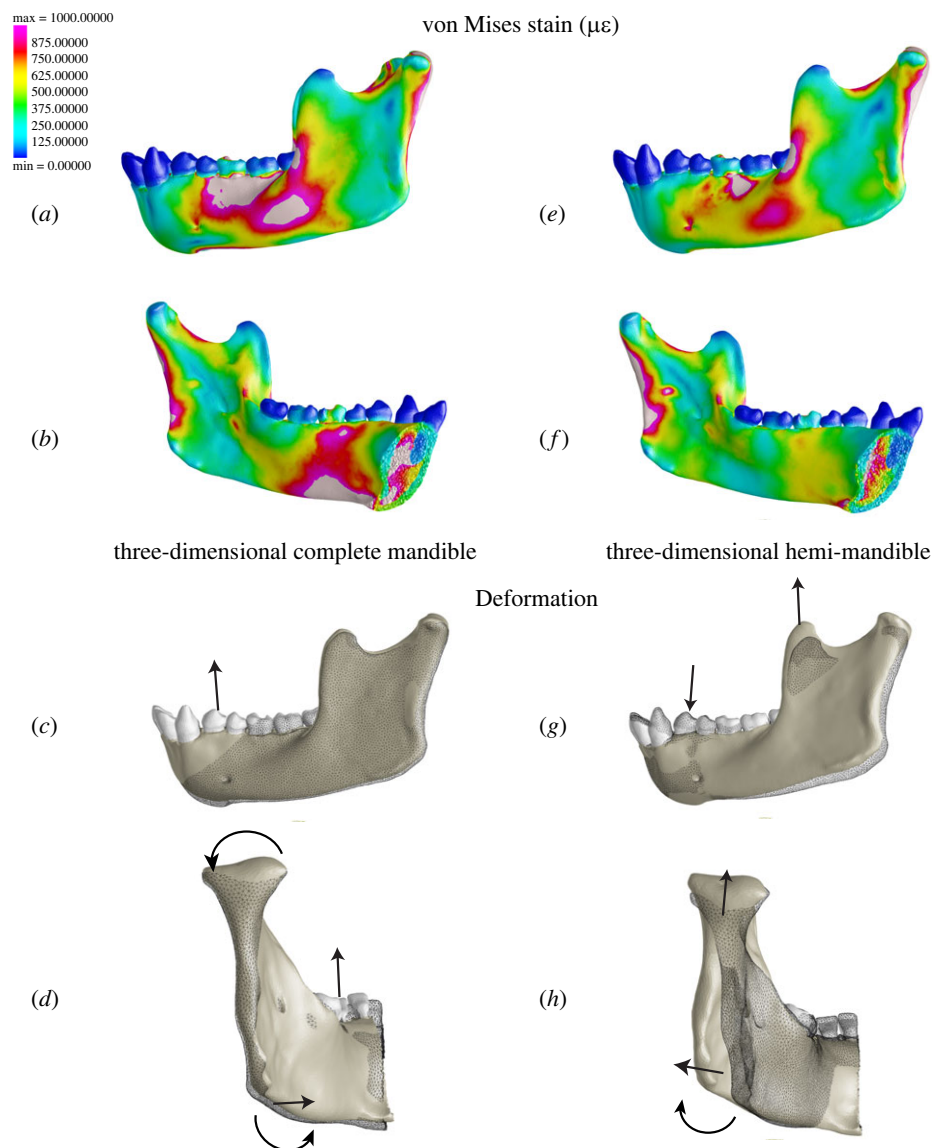 max = 1000.00000
875.00000
750.00000
625.00000
500.00000
375.00000
250.00000
125.00000
min = 0.00000
von Mises stain (µε)
(a)
(e)
(b)
(f)
three-dimensional complete mandible
three-dimensional hemi-mandible
Deformation
(c)
(g)
(d)
(h)